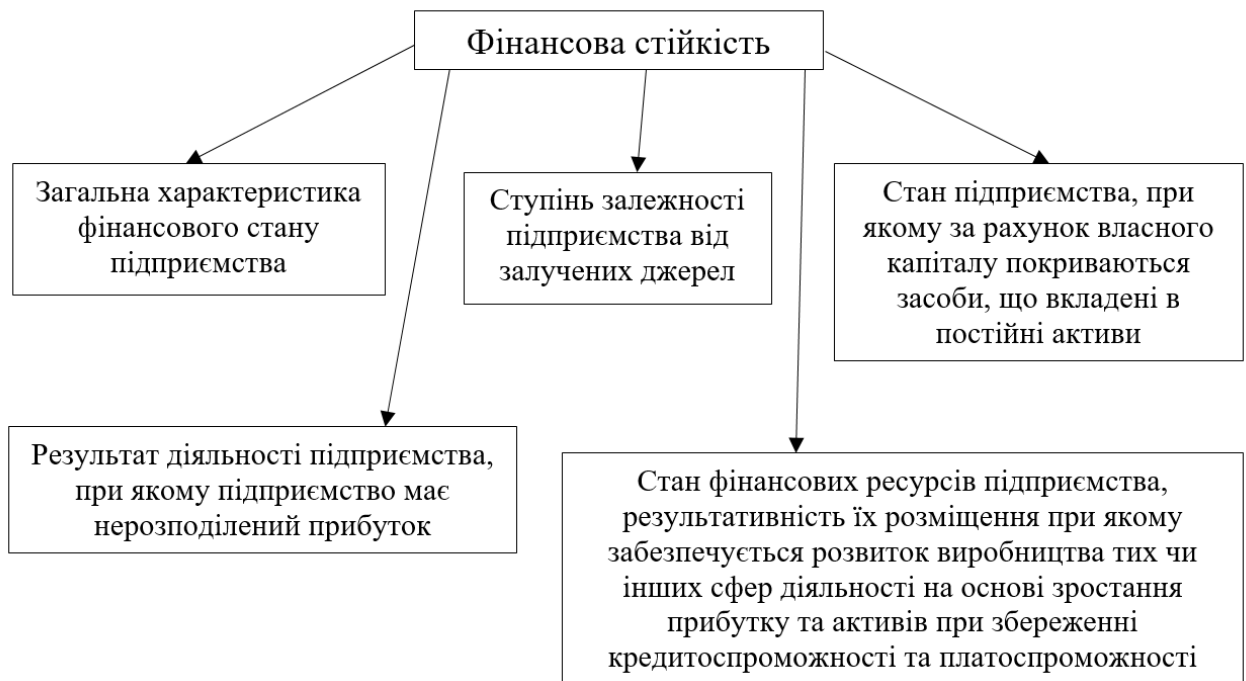 Фінансова стійкість
Загальна характеристика
фінансового стану
підприємства
Ступінь залежності
підприємства від
залучених джерел
Стан підприємства, при
якому за рахунок власного
капіталу покриваються
засоби, що вкладені в
постійні активи
Результат діяльності підприємства,
при якому підприємство має
нерозподілений прибуток
Стан фінансових ресурсів підприємства,
результативність їх розміщення при якому
забезпечується розвиток виробництва тих чи
інших сфер діяльності на основі зростання
прибутку та активів при збереженні
кредитоспроможності та платоспроможності